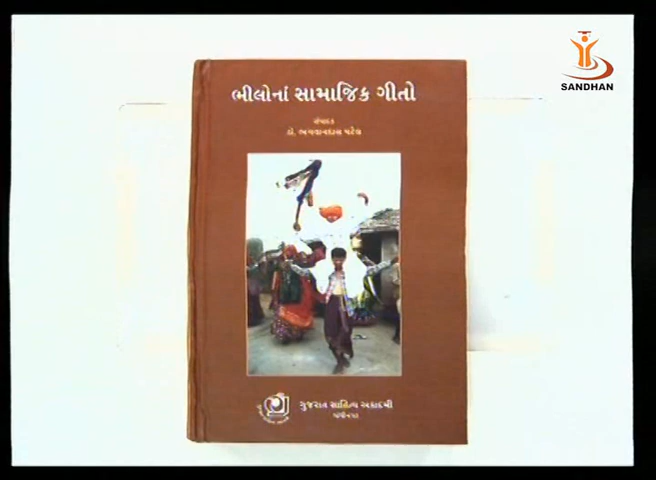 SANDHAN
ભીલોનાં સામાજિક ગીતો
સંપાદક
ડૉ. ભગવાનદાસ પટેલ
ગુજરાત સાહિત્ય અકાદમી
ગાંધીનગર